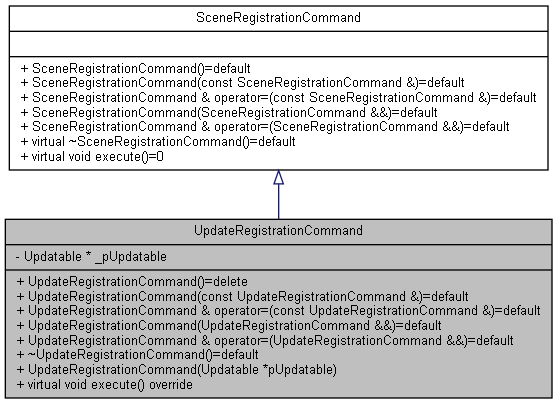 SceneRegistrationCommand
+ SceneRegistrationCommand()=default
+ SceneRegistrationCommand(const SceneRegistrationCommand &)=default
+ SceneRegistrationCommand & operator=(const SceneRegistrationCommand &)=default
+ SceneRegistrationCommand(SceneRegistrationCommand &&)=default
+ SceneRegistrationCommand & operator=(SceneRegistrationCommand &&)=default
+ virtual ~SceneRegistrationCommand()=default
+ virtual void execute()=0
UpdateRegistrationCommand
- Updatable * _pUpdatable
+ UpdateRegistrationCommand()=delete
+ UpdateRegistrationCommand(const UpdateRegistrationCommand &)=default
+ UpdateRegistrationCommand & operator=(const UpdateRegistrationCommand &)=default
+ UpdateRegistrationCommand(UpdateRegistrationCommand &&)=default
+ UpdateRegistrationCommand & operator=(UpdateRegistrationCommand &&)=default
+ ~UpdateRegistrationCommand()=default
+ UpdateRegistrationCommand(Updatable *pUpdatable)
+ virtual void execute() override